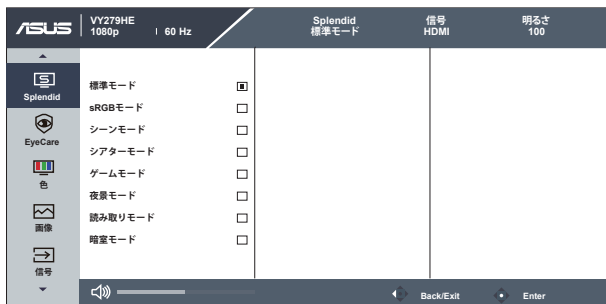 ASUS
VY279HE
1080p 60 Hz
Splendid
標準モード
信号
HDMI
明るさ
100
Splendid
EyeCare
色
画像
信号
標準モード
sRGBモード
シーンモード
シアターモード
ゲームモード
夜景モード
読み取りモード
暗室モード
Back/Exit
Enter